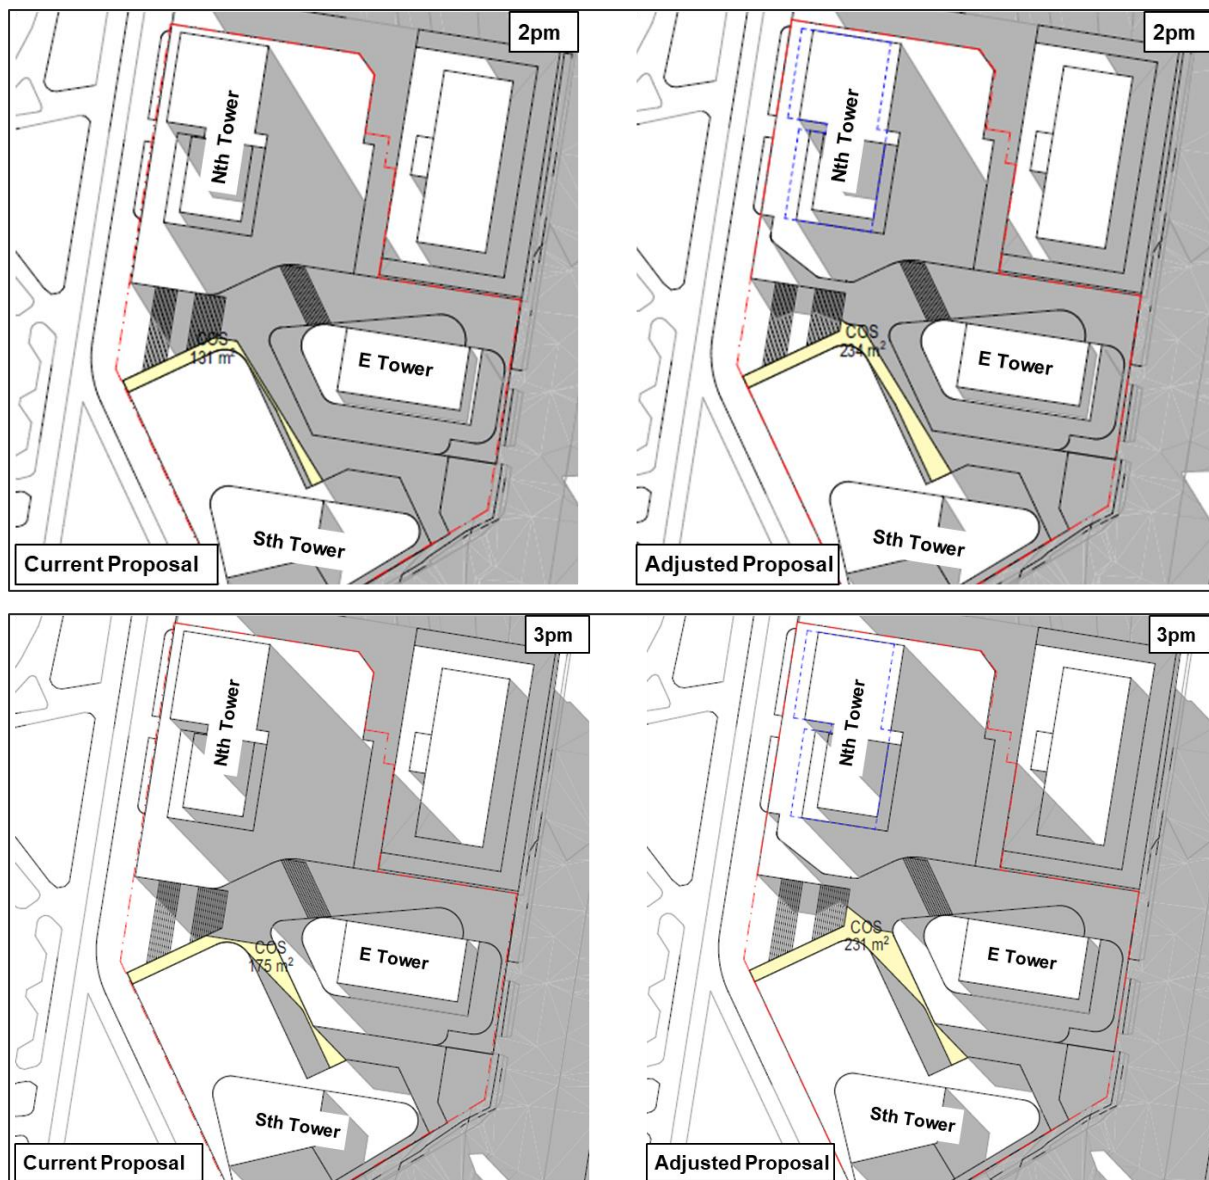 2pm
Nth Tower
COS
131 m²
E Tower
Sth Tower
Current Proposal
2pm
Nth Tower
COS
234 m²
E Tower
Sth Tower
Adjusted Proposal
3pm
Nth Tower
COS
175 m²
E Tower
Sth Tower
Current Proposal
3pm
Nth Tower
COS
231 m²
E Tower
Sth Tower
Adjusted Proposal